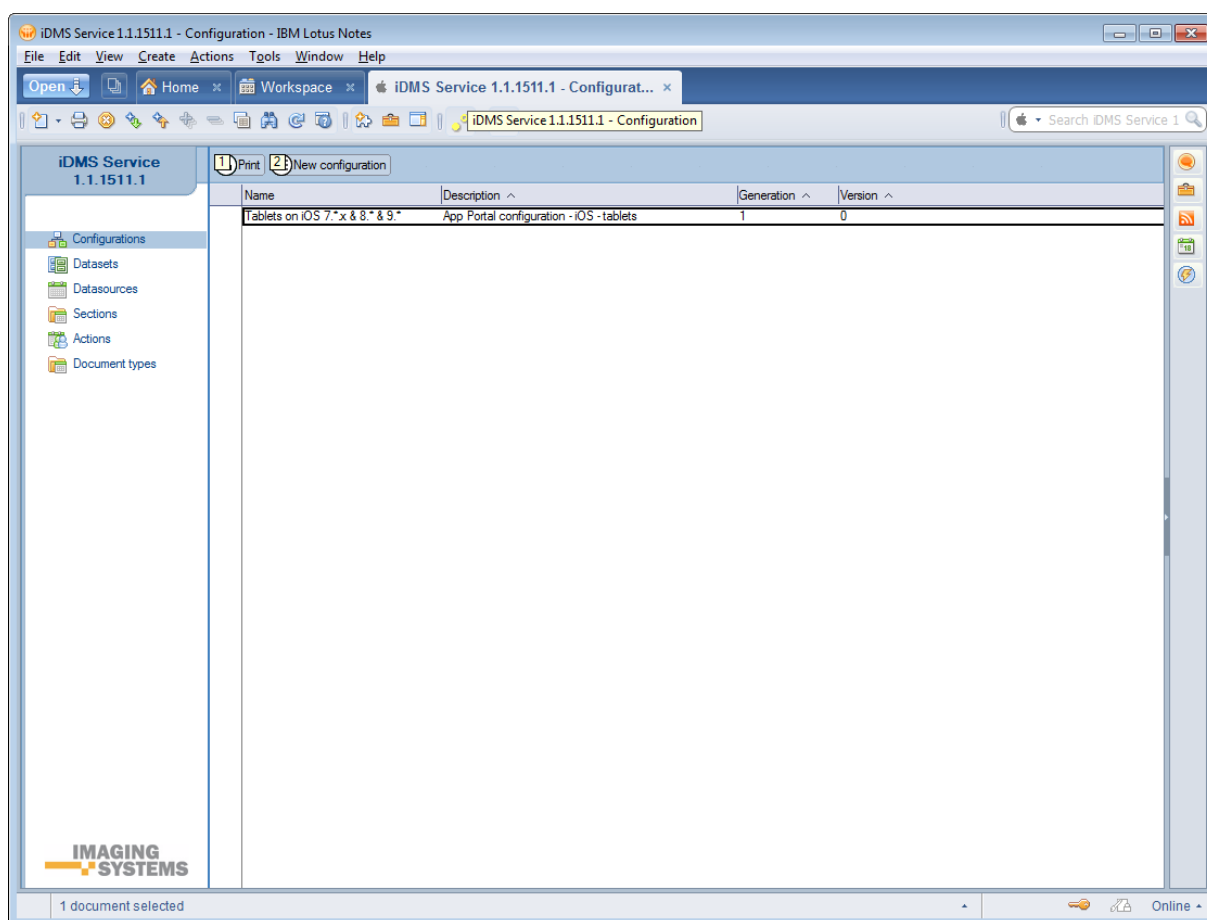 iDMS Service 1.1.1511.1 - Configuration - IBM Lotus Notes
File Edit View Create Actions Tools Window Help
Open Home × Workspace × iDMS Service 1.1.1511.1 - Configurat... ×
iDMS Service 1.1.1511.1 - Configuration
Search iDMS Service 1
iDMS Service
1.1.1511.1
1 Print 2 New configuration
Name Description Generation Version
Tablets on iOS 7.*.x & 8.* & 9.* App Portal configuration - iOS - tablets 1 0
Configurations
Datasets
Datasources
Sections
Actions
Document types
IMAGING
SYSTEMS
1 document selected
Online